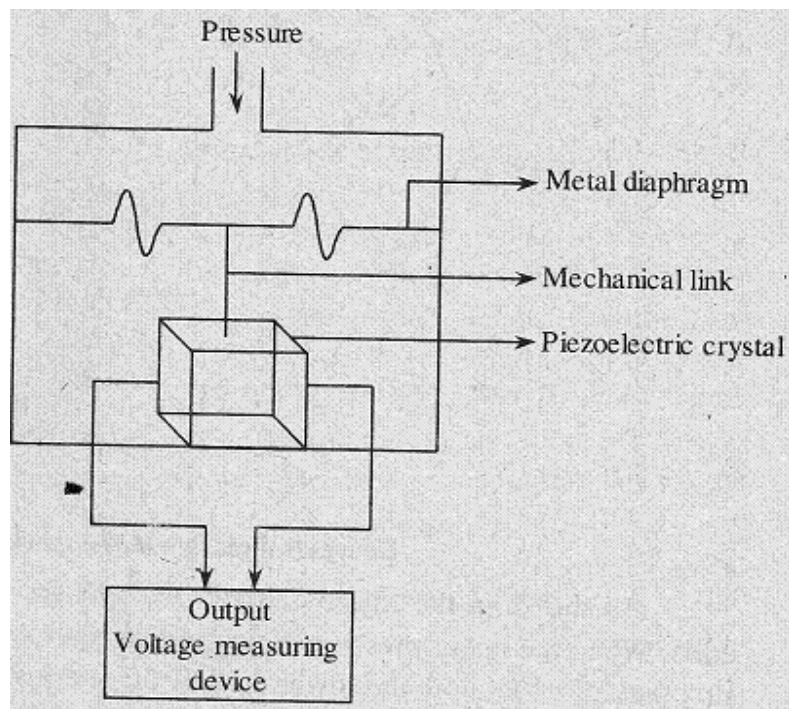 Pressure
Metal diaphragm
Mechanical link
Piezoelectric crystal
Output
Voltage measuring
device